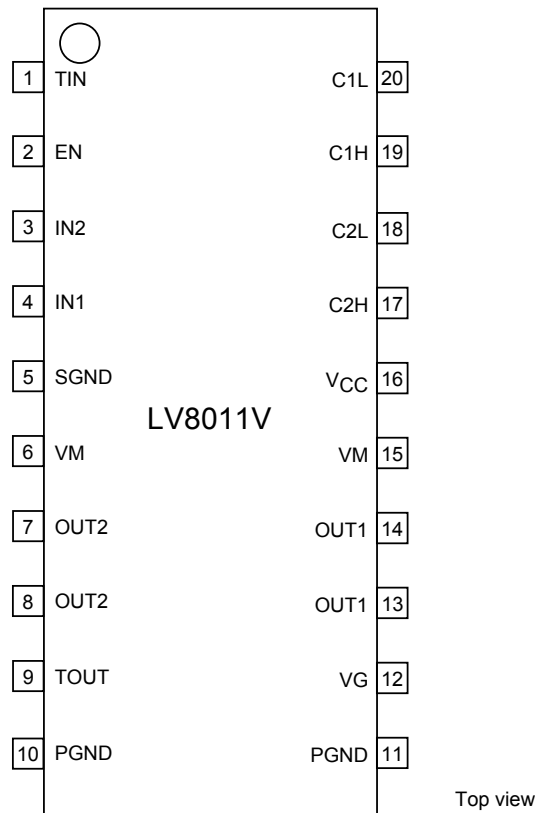 1 TIN C1L 20
2 EN C1H 19
3 IN2 C2L 18
4 IN1 C2H 17
5 SGND VCC 16
LV8011V
6 VM VM 15
7 OUT2 OUT1 14
8 OUT2 OUT1 13
9 TOUT VG 12
10 PGND PGND 11
Top view